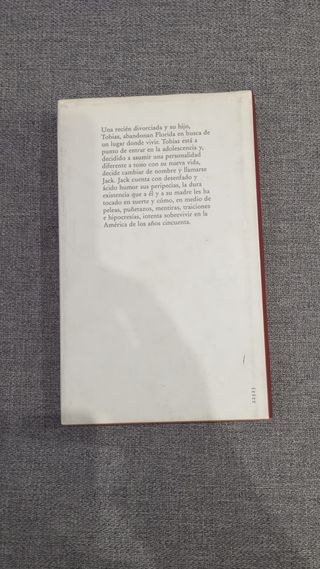 Una recién divorciada y su hijo,
Tobias, abandonan Florida en busca de
un lugar donde vivir. Tobias está a
punto de entrar en la adolescencia y,
decidido a asumir una personalidad
diferente a tono con su nueva vida,
decide cambiar de nombre y llamarse
Jack. Jack cuenta con desenfado y
ácido humor sus peripecias, la dura
existencia que a él y a su madre les ha
tocado en suerte y cómo, en medio de
peleas, puñetazos, mentiras, traiciones
e hipocresías, intenta sobrevivir en la
América de los años cincuenta.